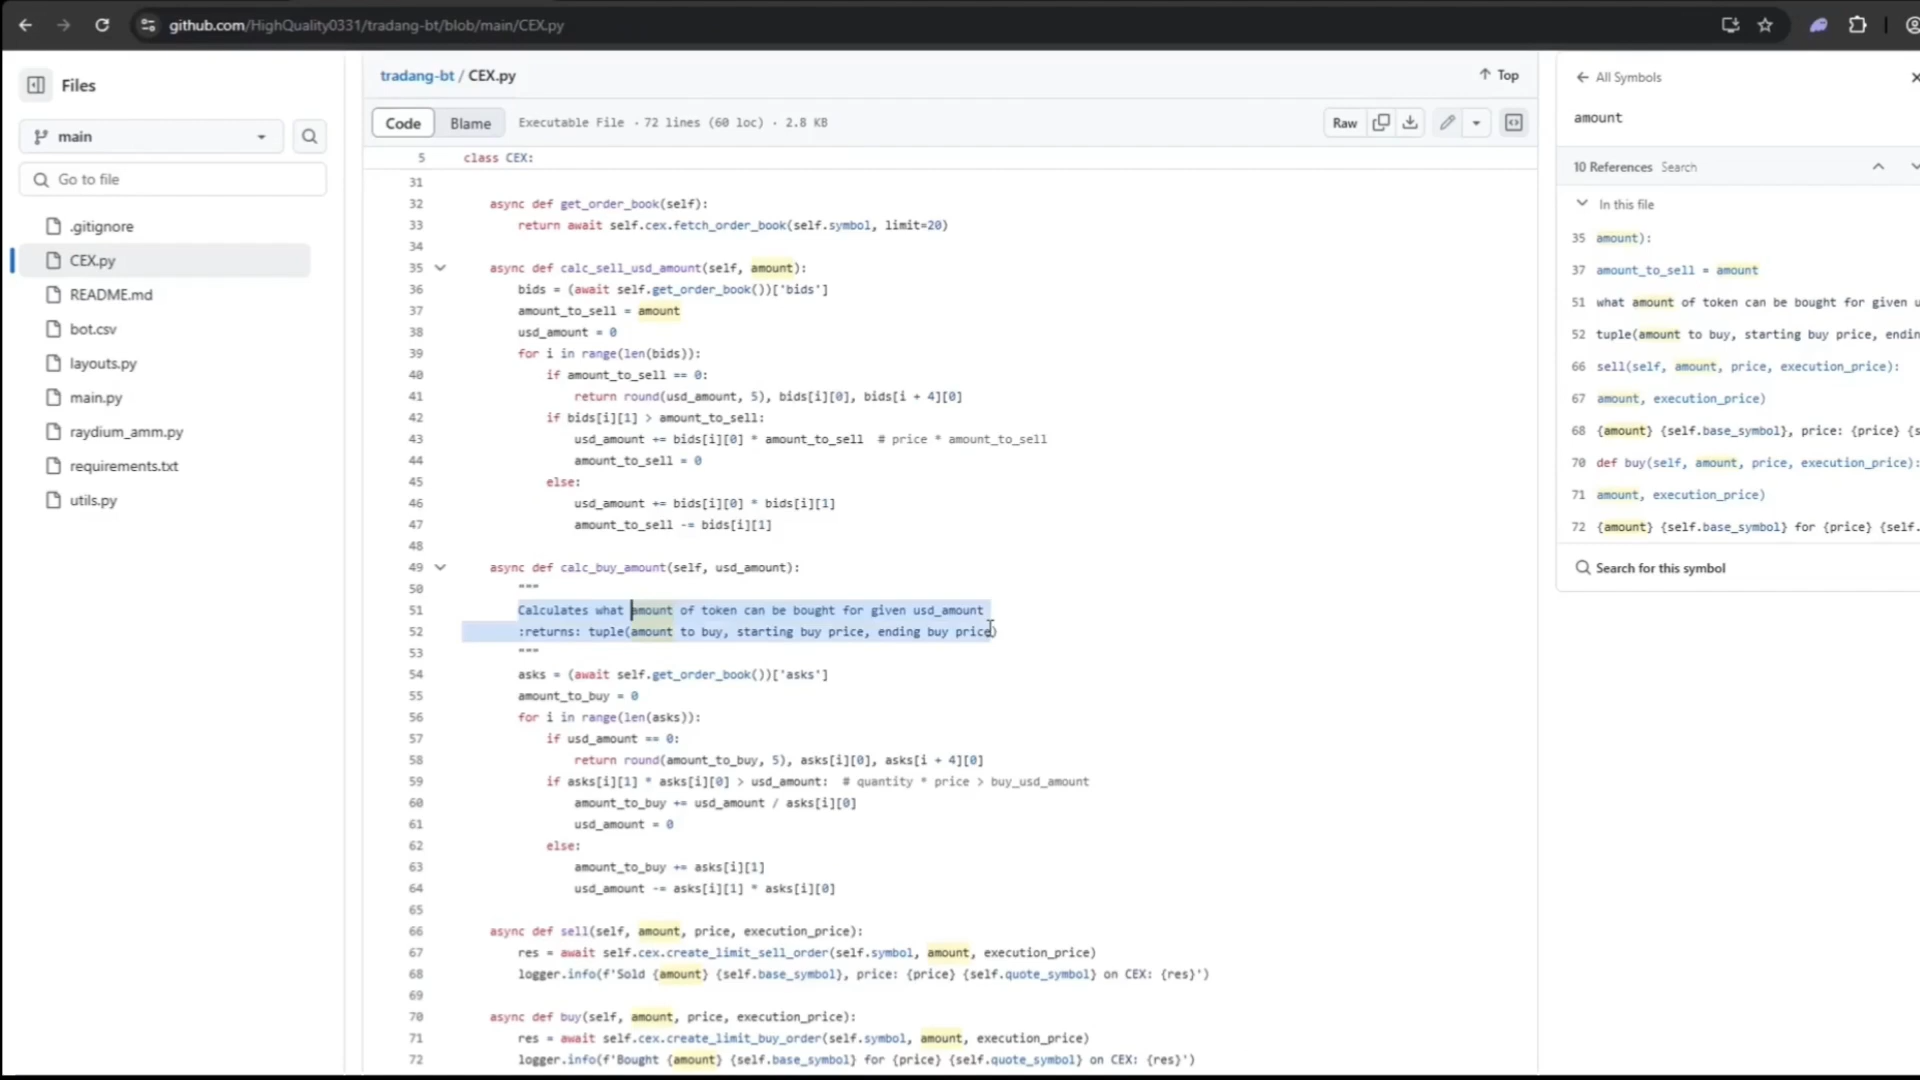 github.com/HighQuality0331/tradang-bt/blob/main/CEX.py
Files
main
Go to file
.gitignore
CEX.py
README.md
bot.csv
layouts.py
main.py
raydium_amm.py
requirements.txt
utils.py
tradang-bt / CEX.py
Top
Code Blame Executable File · 72 lines (60 loc) · 2.8 KB
Raw
5 class CEX:
31
32 async def get_order_book(self):
33 return await self.cex.fetch_order_book(self.symbol, limit=20)
34
35 async def calc_sell_usd_amount(self, amount):
36 bids = (await self.get_order_book())['bids']
37 amount_to_sell = amount
38 usd_amount = 0
39 for i in range(len(bids)):
40 if amount_to_sell == 0:
41 return round(usd_amount, 5), bids[i][0], bids[i + 4][0]
42 if bids[i][1] > amount_to_sell:
43 usd_amount += bids[i][0] * amount_to_sell # price * amount_to_sell
44 amount_to_sell = 0
45 else:
46 usd_amount += bids[i][0] * bids[i][1]
47 amount_to_sell -= bids[i][1]
48
49 async def calc_buy_amount(self, usd_amount):
50 """
51 Calculates what amount of token can be bought for given usd_amount
52 :returns: tuple(amount to buy, starting buy price, ending buy price)
53 """
54 asks = (await self.get_order_book())['asks']
55 amount_to_buy = 0
56 for i in range(len(asks)):
57 if usd_amount == 0:
58 return round(amount_to_buy, 5), asks[i][0], asks[i + 4][0]
59 if asks[i][1] * asks[i][0] > usd_amount: # quantity * price > buy_usd_amount
60 amount_to_buy += usd_amount / asks[i][0]
61 usd_amount = 0
62 else:
63 amount_to_buy += asks[i][1]
64 usd_amount -= asks[i][1] * asks[i][0]
65
66 async def sell(self, amount, price, execution_price):
67 res = await self.cex.create_limit_sell_order(self.symbol, amount, execution_price)
68 logger.info(f'Sold {amount} {self.base_symbol}, price: {price} {self.quote_symbol} on CEX: {res}')
69
70 async def buy(self, amount, price, execution_price):
71 res = await self.cex.create_limit_buy_order(self.symbol, amount, execution_price)
72 logger.info(f'Bought {amount} {self.base_symbol} for {price} {self.quote_symbol} on CEX: {res}')
All Symbols
amount
10 References Search
In this file
35 amount):
37 amount_to_sell = amount
51 what amount of token can be bought for given u
52 tuple(amount to buy, starting buy price, endin
66 sell(self, amount, price, execution_price):
67 amount, execution_price)
68 {amount} {self.base_symbol}, price: {price} {s
70 def buy(self, amount, price, execution_price):
71 amount, execution_price)
72 {amount} {self.base_symbol} for {price} {self.
Search for this symbol